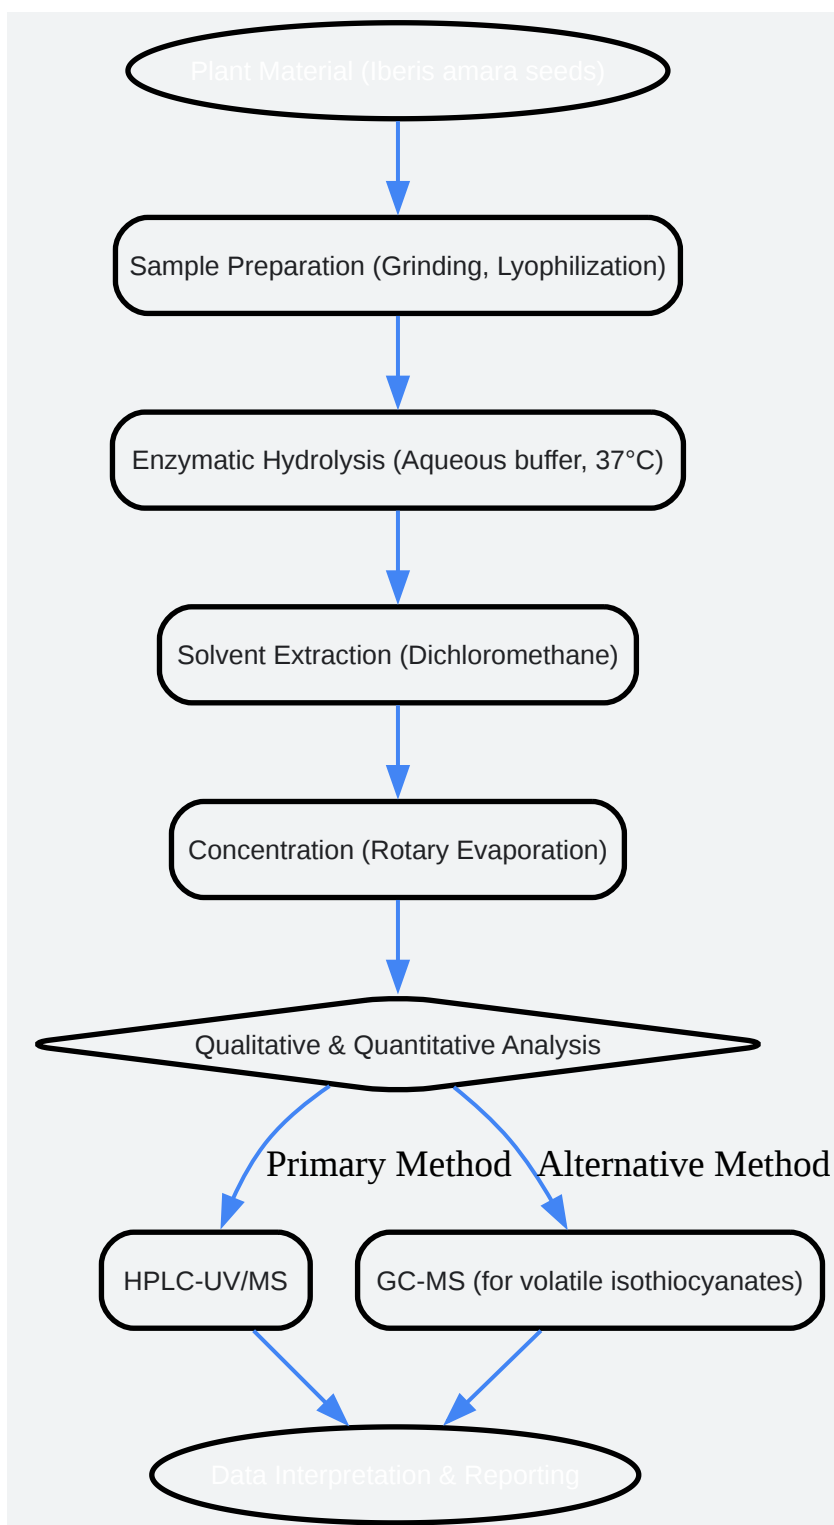 Plant Material (Iberis amara seeds)
Sample Preparation (Grinding, Lyophilization)
Enzymatic Hydrolysis (Aqueous buffer, 37°C)
Solvent Extraction (Dichloromethane)
Concentration (Rotary Evaporation)
Qualitative & Quantitative Analysis
Primary Method
Alternative Method
HPLC-UV/MS
GC-MS (for volatile isothiocyanates)
Data Interpretation & Reporting